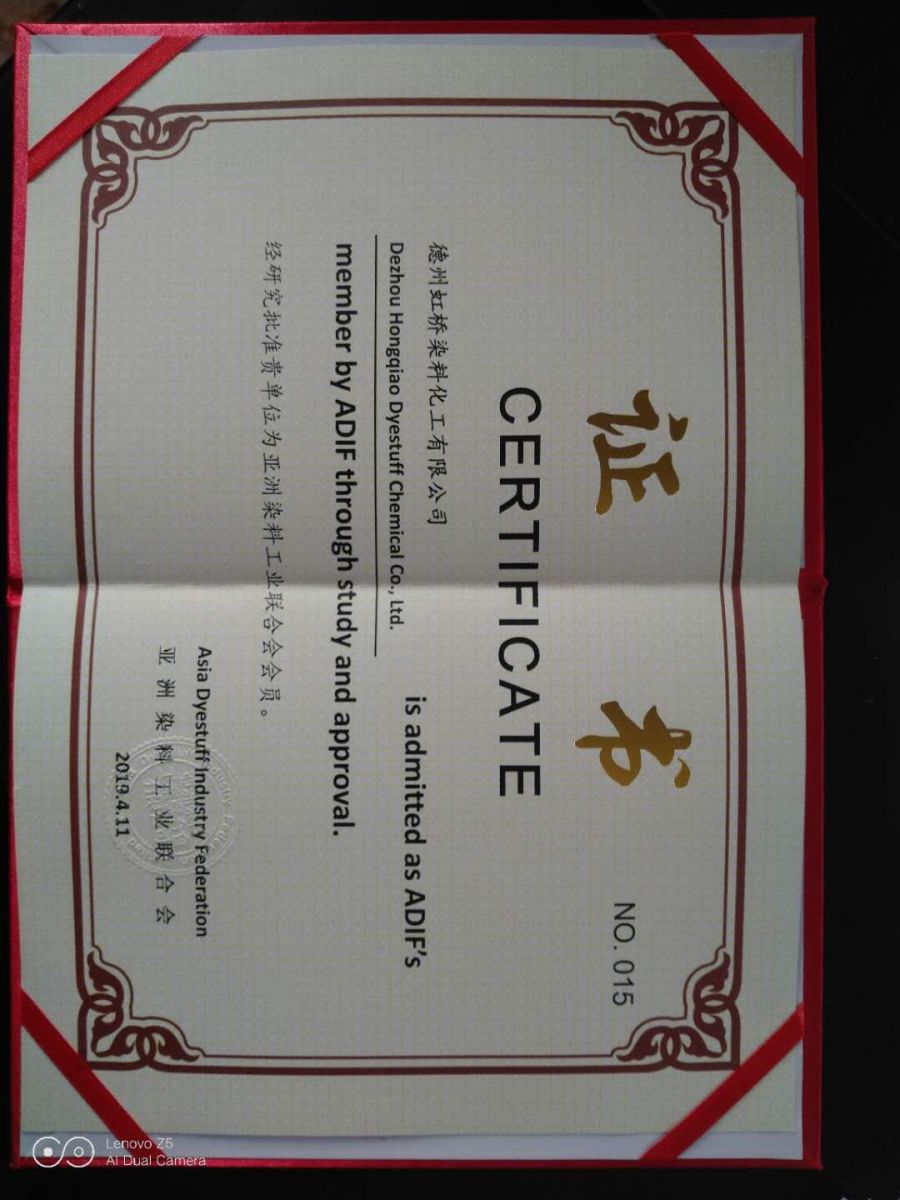 证 书
NO. 015
CERTIFICATE
德州虹桥染料化工有限公司
Dezhou Hongqiao Dyestuff Chemical Co., Ltd.
is admitted as ADIF's
member by ADIF through study and approval.
经研究批准贵单位为亚洲染料工业联合会会员。
Asia Dyestuff Industry Federation
亚洲染料工业联合会
2019.4.11
Lenovo Z5
AI Dual Camera